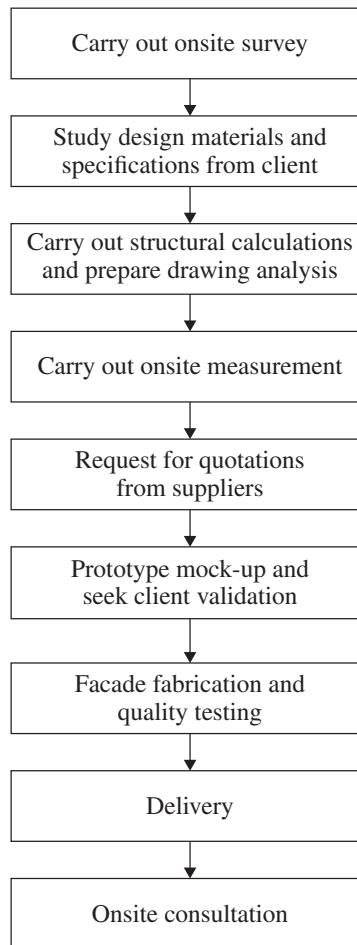 Carry out onsite survey
Study design materials and
specifications from client
Carry out structural calculations
and prepare drawing analysis
Carry out onsite measurement
Request for quotations
from suppliers
Prototype mock-up and
seek client validation
Facade fabrication and
quality testing
Delivery
Onsite consultation